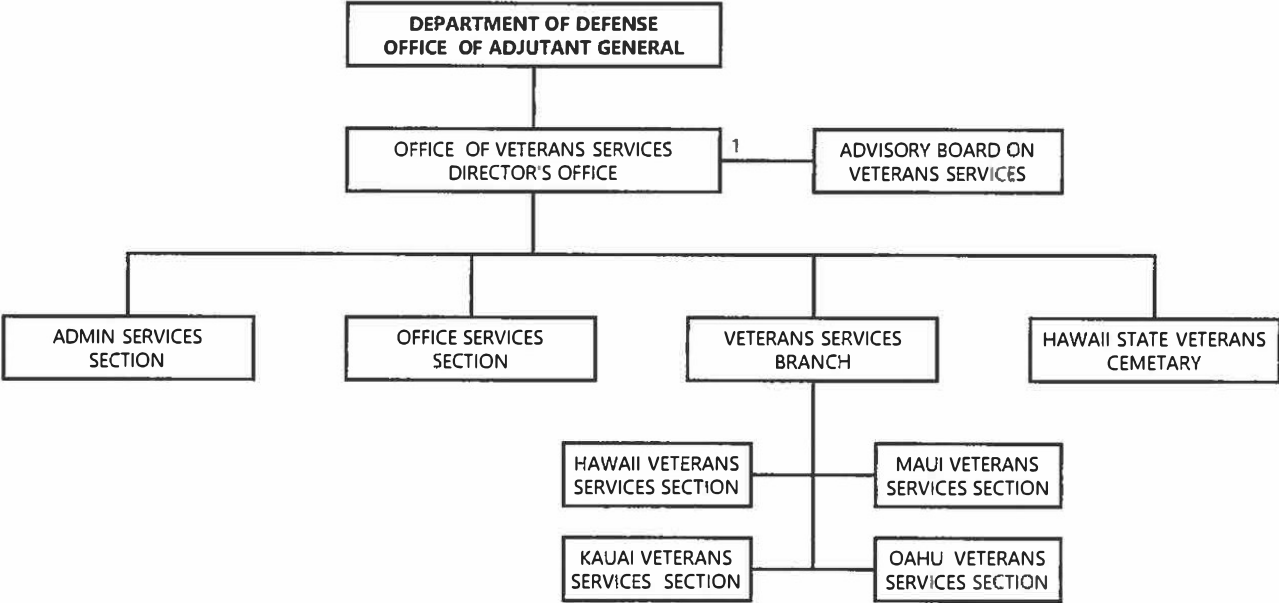 DEPARTMENT OF DEFENSE
OFFICE OF ADJUTANT GENERAL
OFFICE OF VETERANS SERVICES
DIRECTOR'S OFFICE
1
ADVISORY BOARD ON
VETERANS SERVICES
ADMIN SERVICES
SECTION
OFFICE SERVICES
SECTION
VETERANS SERVICES
BRANCH
HAWAII STATE VETERANS
CEMETARY
HAWAII VETERANS
SERVICES SECTION
MAUI VETERANS
SERVICES SECTION
KAUAI VETERANS
SERVICES SECTION
OAHU VETERANS
SERVICES SECTION